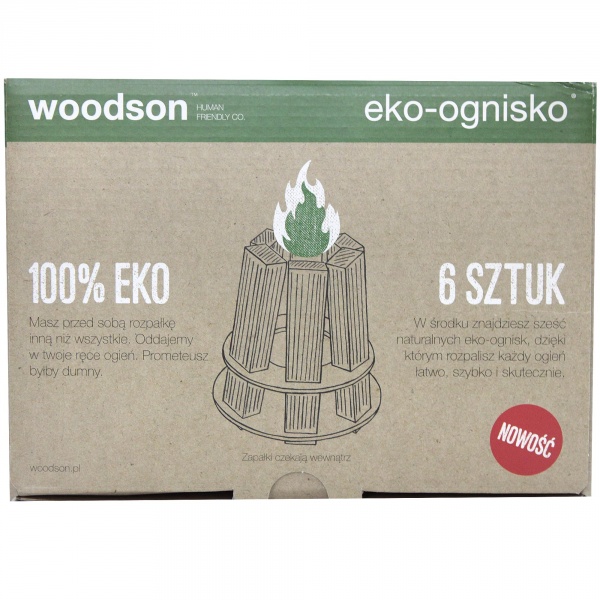 woodson™
HUMAN
FRIENDLY CO.
eko-ognisko®
100% EKO
Masz przed sobą rozpałkę
inną niż wszystkie. Oddajemy
w twoje ręce ogień. Prometeusz
byłby dumny.
6 SZTUK
W środku znajdziesz sześć
naturalnych eko-ognisk, dzięki
którym rozpalisz każdy ogień
łatwo, szybko i skutecznie.
NOWOŚĆ
Zapałki czekają wewnątrz
woodson.pl